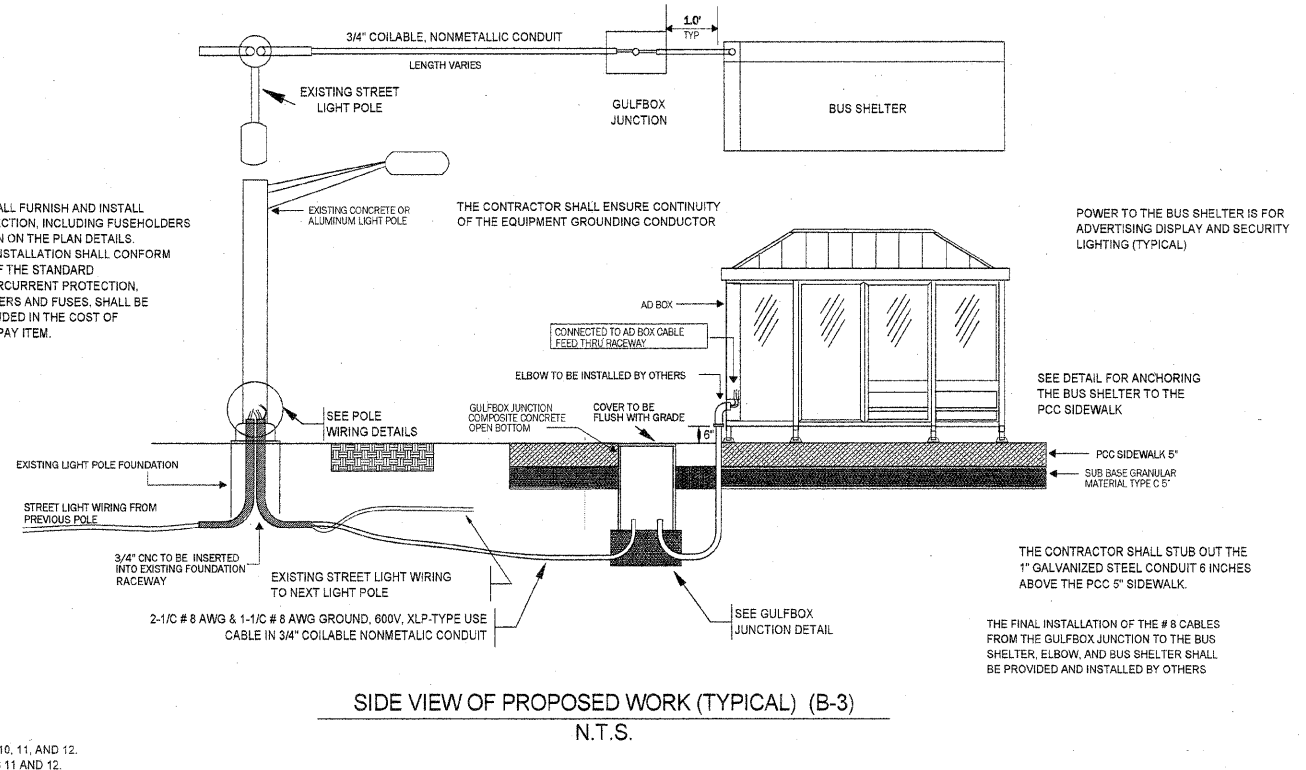 1.0'
TYP
3/4" COILABLE, NONMETALLIC CONDUIT
LENGTH VARIES
EXISTING STREET
LIGHT POLE
GULFBOX
JUNCTION
BUS SHELTER
ALL FURNISH AND INSTALL
CTION, INCLUDING FUSEHOLDERS
N ON THE PLAN DETAILS.
NSTALLATION SHALL CONFORM
F THE STANDARD
RCURRENT PROTECTION,
ERS AND FUSES, SHALL BE
UDED IN THE COST OF
PAY ITEM.
EXISTING CONCRETE OR
ALUMINUM LIGHT POLE
THE CONTRACTOR SHALL ENSURE CONTINUITY
OF THE EQUIPMENT GROUNDING CONDUCTOR
POWER TO THE BUS SHELTER IS FOR
ADVERTISING DISPLAY AND SECURITY
LIGHTING (TYPICAL)
AD BOX
CONNECTED TO AD BOX CABLE
FEED THRU RACEWAY
ELBOW TO BE INSTALLED BY OTHERS
GULFBOX JUNCTION
COMPOSITE CONCRETE
OPEN BOTTOM
COVER TO BE
FLUSH WITH GRADE
6"
SEE DETAIL FOR ANCHORING
THE BUS SHELTER TO THE
PCC SIDEWALK
SEE POLE
WIRING DETAILS
PCC SIDEWALK 5"
SUB BASE GRANULAR
MATERIAL TYPE C 5"
EXISTING LIGHT POLE FOUNDATION
STREET LIGHT WIRING FROM
PREVIOUS POLE
3/4" CNC TO BE INSERTED
INTO EXISTING FOUNDATION
RACEWAY
EXISTING STREET LIGHT WIRING
TO NEXT LIGHT POLE
2-1/C # 8 AWG & 1-1/C # 8 AWG GROUND, 600V, XLP-TYPE USE
CABLE IN 3/4" COILABLE NONMETALIC CONDUIT
SEE GULFBOX
JUNCTION DETAIL
THE CONTRACTOR SHALL STUB OUT THE
1" GALVANIZED STEEL CONDUIT 6 INCHES
ABOVE THE PCC 5" SIDEWALK.
THE FINAL INSTALLATION OF THE # 8 CABLES
FROM THE GULFBOX JUNCTION TO THE BUS
SHELTER, ELBOW, AND BUS SHELTER SHALL
BE PROVIDED AND INSTALLED BY OTHERS
SIDE VIEW OF PROPOSED WORK (TYPICAL) (B-3)
N.T.S.
10, 11, AND 12.
11 AND 12.